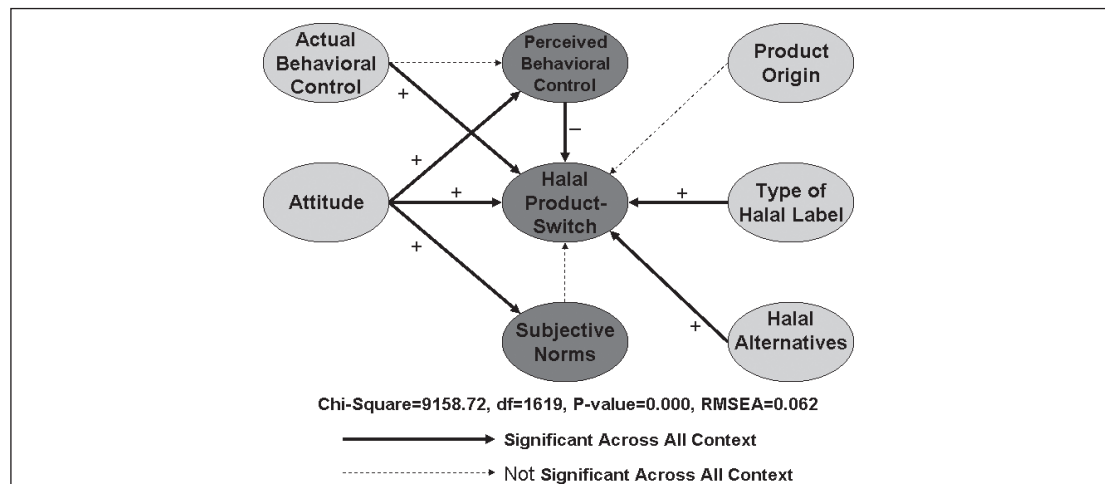 Actual
Behavioral
Control
Perceived
Behavioral
Control
Product
Origin
+
+
–
Attitude
+
Halal
Product-
Switch
+
Type of
Halal Label
+
Subjective
Norms
+
Halal
Alternatives
Chi-Square=9158.72, df=1619, P-value=0.000, RMSEA=0.062
Significant Across All Context
Not Significant Across All Context